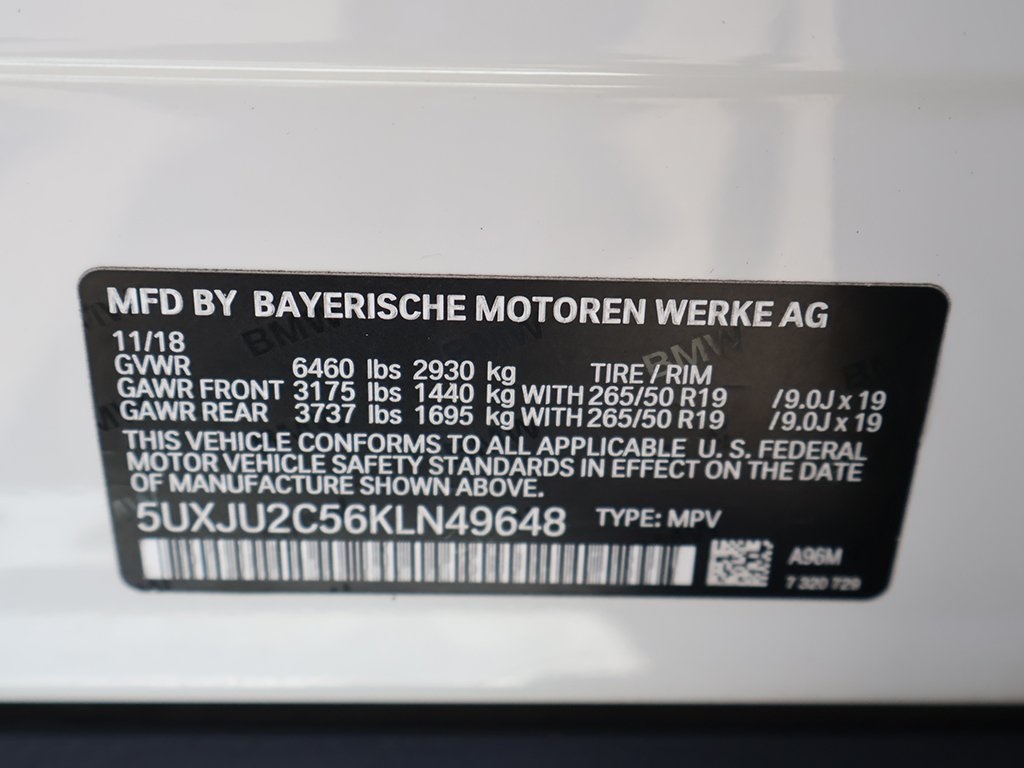 MFD BY BAYERISCHE MOTOREN WERKE AG
11/18
GVWR 6460 lbs 2930 kg TIRE / RIM
GAWR FRONT 3175 lbs 1440 kg WITH 265/50 R19 / 9.0J x 19
GAWR REAR 3737 lbs 1695 kg WITH 265/50 R19 / 9.0J x 19
THIS VEHICLE CONFORMS TO ALL APPLICABLE U. S. FEDERAL
MOTOR VEHICLE SAFETY STANDARDS IN EFFECT ON THE DATE
OF MANUFACTURE SHOWN ABOVE.
5UXJU2C56KLN49648 TYPE: MPV
A96M
7 320 729
BMW
BMW